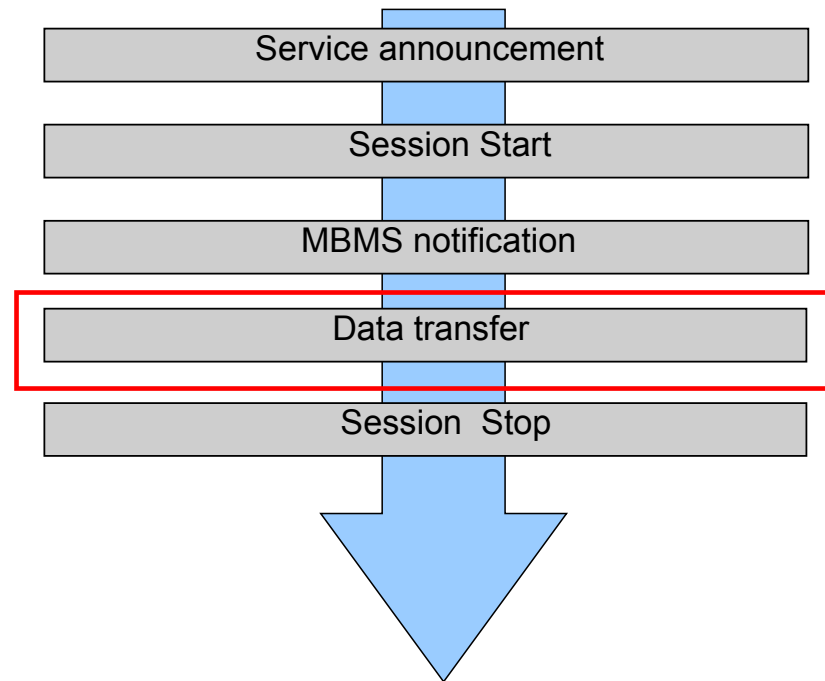 Service announcement
Session Start
MBMS notification
Data transfer
Session  Stop